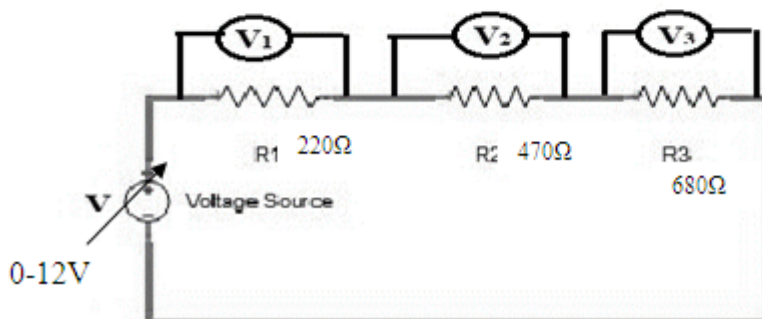 V1 V2 V3
R1 220Ω R2 470Ω R3
680Ω
V Voltage Source
0-12V